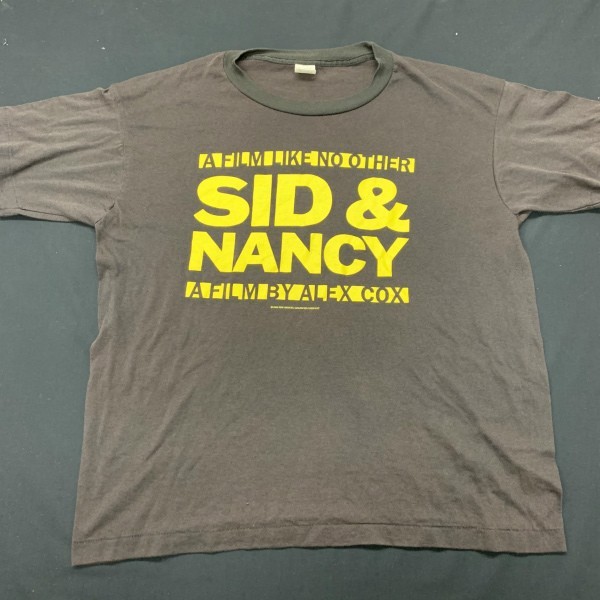 A FILM LIKE NO OTHER
SID &
NANCY
A FILM BY ALEX COX